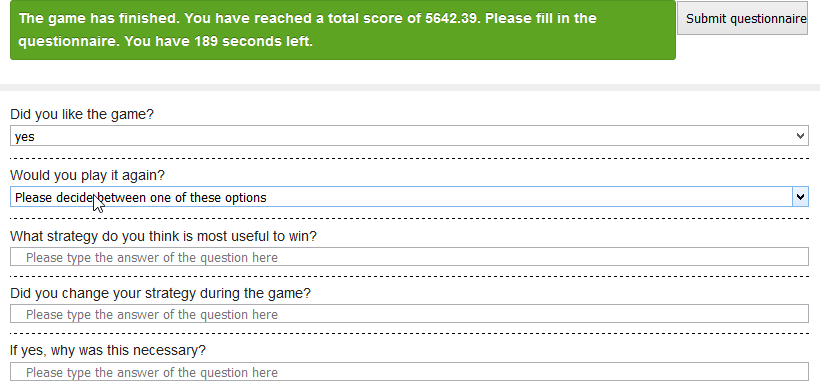 The game has finished. You have reached a total score of 5642.39. Please fill in the
questionnaire. You have 189 seconds left.
Submit questionnaire
Did you like the game?
yes
Would you play it again?
Please decide between one of these options
What strategy do you think is most useful to win?
Please type the answer of the question here
Did you change your strategy during the game?
Please type the answer of the question here
If yes, why was this necessary?
Please type the answer of the question here